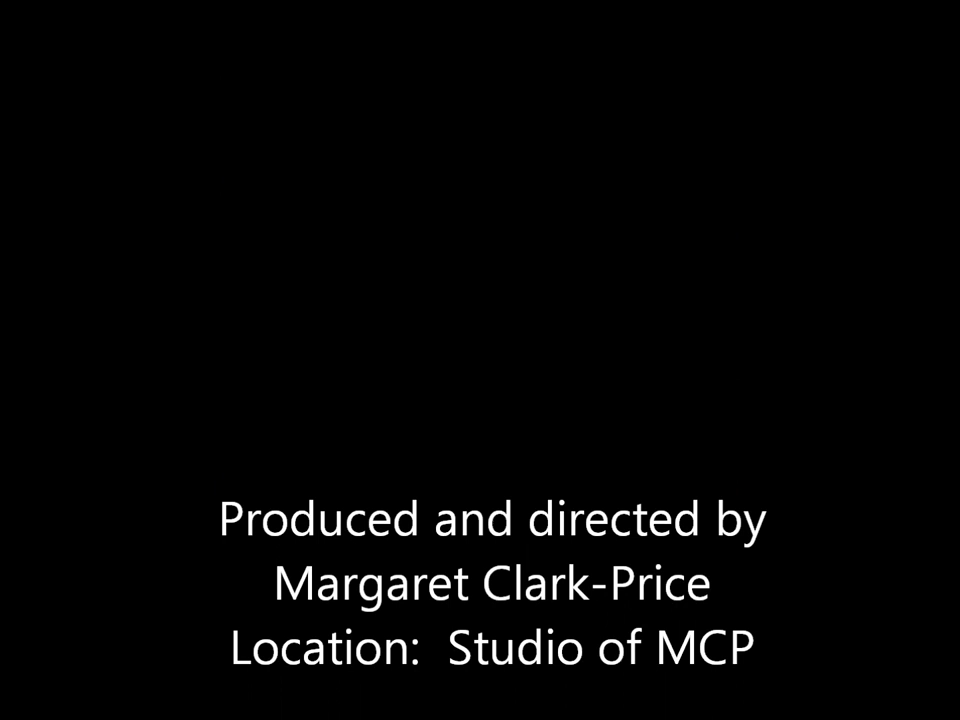 Produced and directed by
Margaret Clark-Price
Location:  Studio of MCP